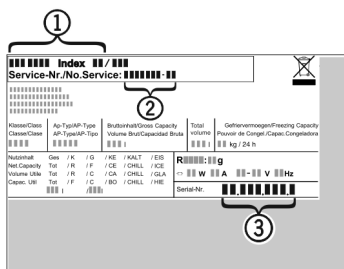 1
Index /
Service-Nr./No.Service: -
2
Klasse/Class Ap-Typ/AP-Type Bruttoinhalt/Gross Capacity Total Gefriervermoegen/Freezing Capacity
Classe/Clase AP-Type/AP-Tipo Volume Brut/Capacidad Bruta volume Pouvoir de Congel./Capac.Congeladora
l l kg / 24 h
Nutzinhalt Ges / K / G / KE / KALT / EIS
Net.Capacity Tot / R / F / CE / CHILL / ICE
Volume Utile Tot / R / C / CA / CHILL / GLA
Capac. Util Tot / F / C / BO / CHILL / HIE
l / l
R : g
W A - V Hz
Serial-Nr. . . .
3